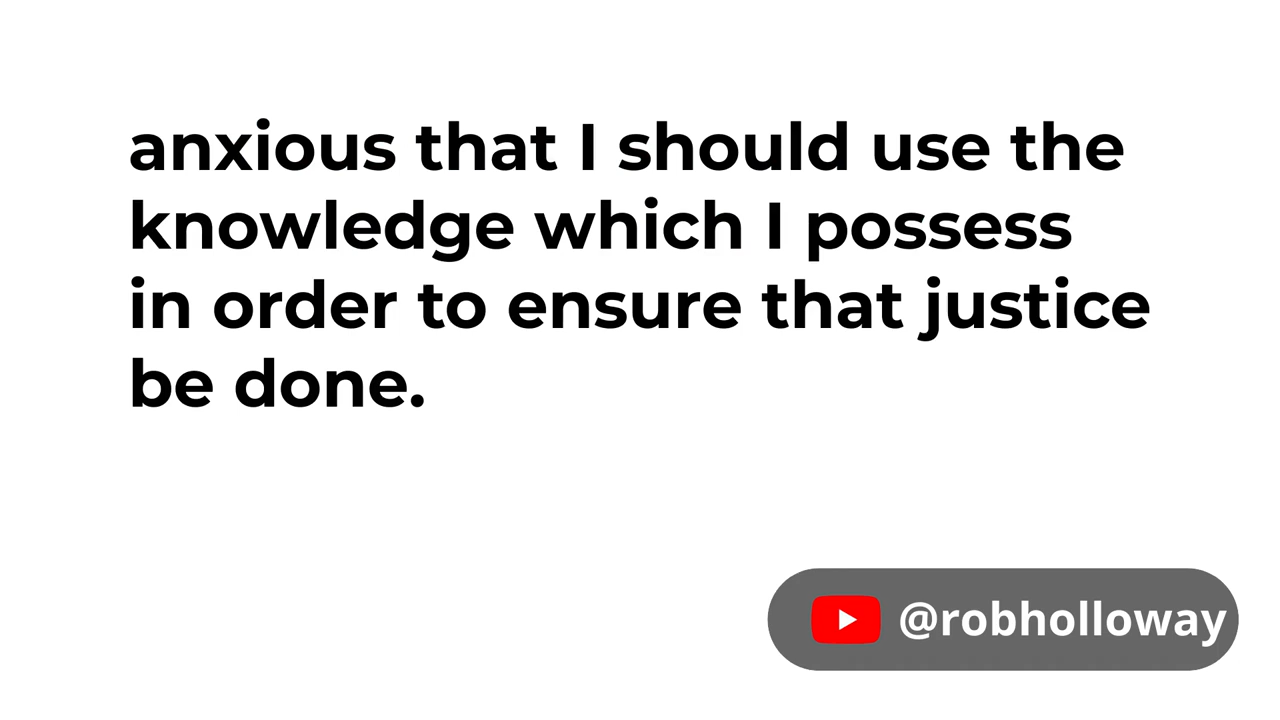 anxious that I should use the
knowledge which I possess
in order to ensure that justice
be done.
@robholloway